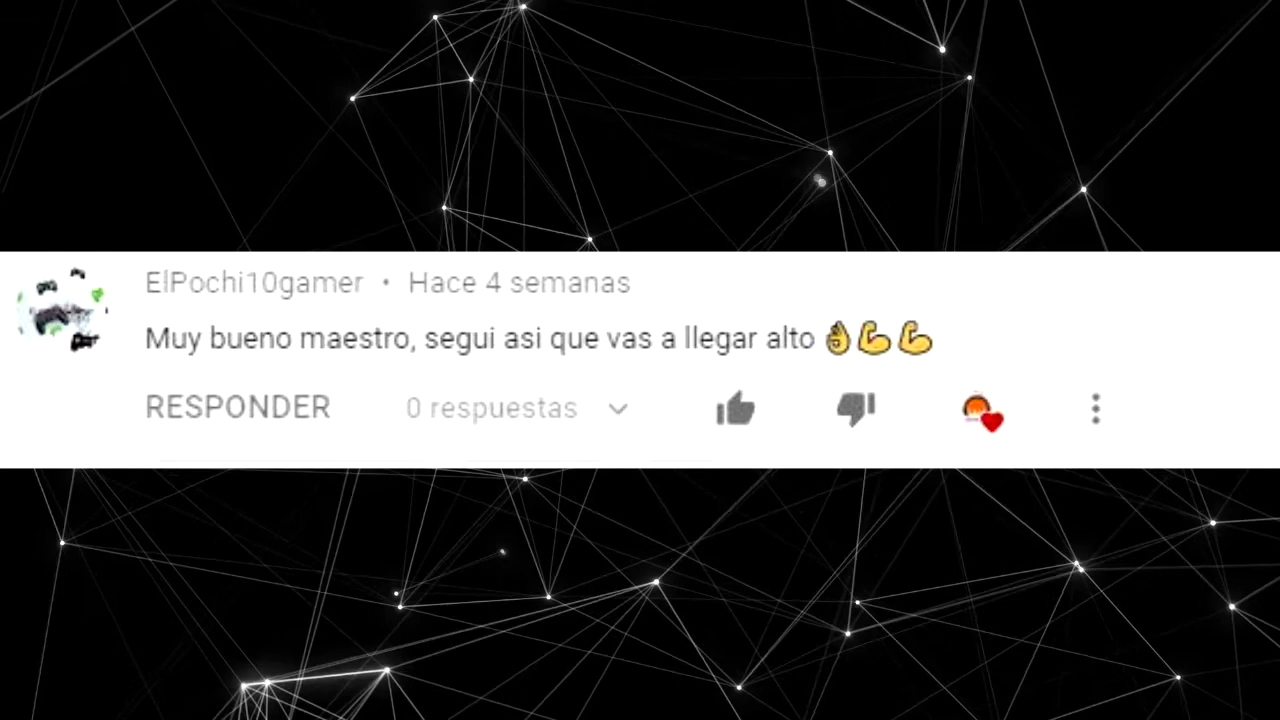 ElPochi10gamer • Hace 4 semanas
Muy bueno maestro, segui asi que vas a llegar alto 👌💪💪
RESPONDER 0 respuestas